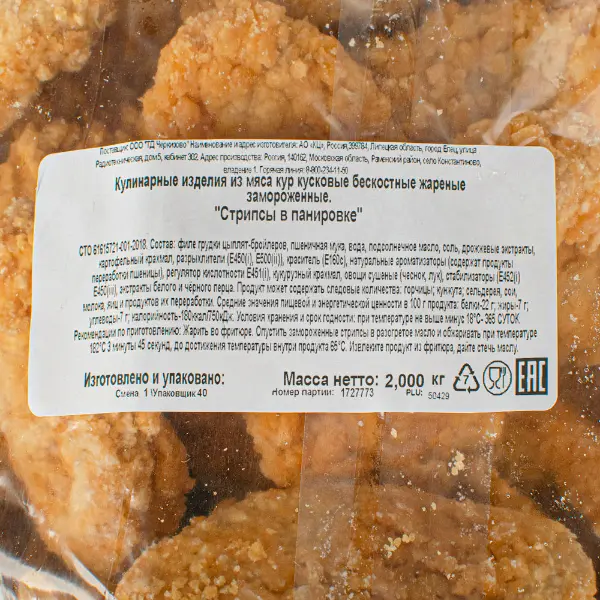 Поставщик: ООО "ТД Черкизово" Наименование и адрес изготовителя: АО «КЦ», Россия,399784, Липецкая область, город Елец, улица
Радиотехническая, дом5, кабинет 302. Адрес производства: Россия, 140162, Московская область, Раменский район, село Константиново,
владение 1. Горячая линия: 8-800-234-11-50
Кулинарные изделия из мяса кур кусковые бескостные жареные
замороженные.
"Стрипсы в панировке"
СТО 61615721-001-2018. Состав: филе грудки цыплят-бройлеров, пшеничная мука, вода, подсолнечное масло, соль, дрожжевые экстракты,
картофельный крахмал, разрыхлители (Е450(i), Е500(ii)), краситель (Е160с), натуральные ароматизаторы (содержат продукты
переработки пшеницы), регулятор кислотности Е451(i), кукурузный крахмал, овощи сушеные (чеснок, лук), стабилизаторы (Е452(i)
Е450(iii), экстракты белого и чёрного перца. Продукт может содержать следовые количества: горчицы; кунжута; сельдерея, сои,
молока, яиц и продуктов их переработки. Средние значения пищевой и энергетической ценности в 100 г продукта: белки-22 г; жиры-7 г;
углеводы-7 г; калорийность-180ккал/750кДж. Условия хранения и срок годности: при температуре не выше минус 18°С- 365 СУТОК
Рекомендации по приготовлению: Жарить во фритюре. Опустить замороженные стрипсы в разогретое масло и обжаривать при температуре
182°С 3 минуты 45 секунд, до достижения температуры внутри продукта 85°С. Извлеките продукт из фритюра, дайте стечь маслу.
Изготовлено и упаковано:
Масса нетто: 2,000 кг
7
EAC
Смена 1 \Упаковщик 40
Номер партии: 1727773
PLU: 50429